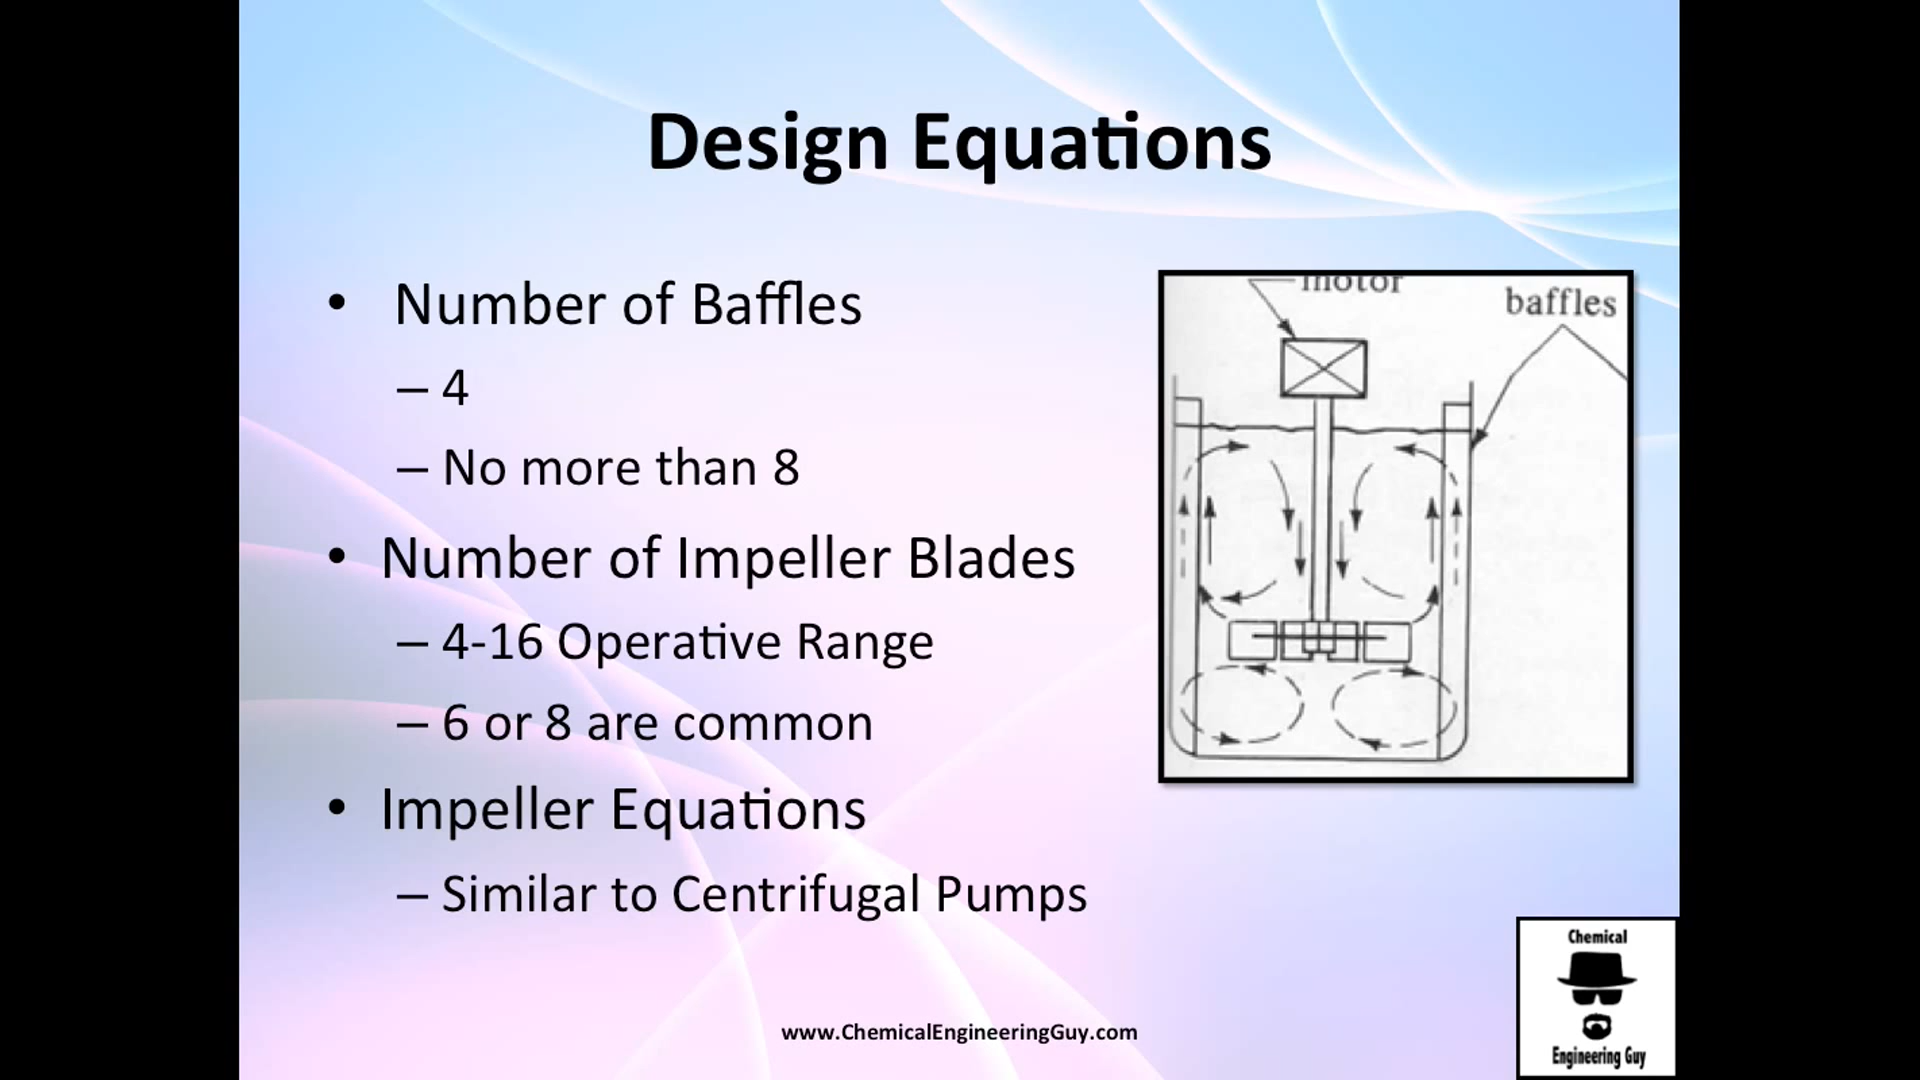 Design Equations
• Number of Baffles
– 4
– No more than 8
• Number of Impeller Blades
– 4-16 Operative Range
– 6 or 8 are common
• Impeller Equations
– Similar to Centrifugal Pumps
motor
baffles
www.ChemicalEngineeringGuy.com
Chemical
Engineering Guy